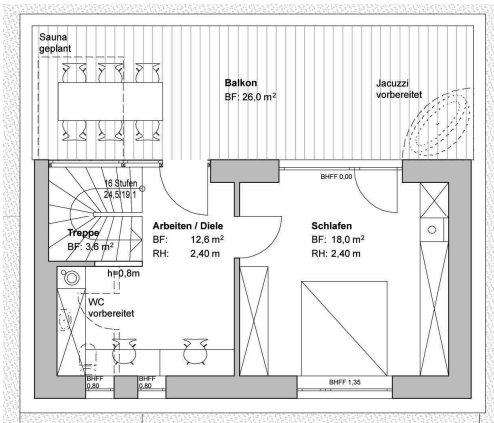 Sauna
geplant
Balkon
BF: 26,0 m²
Jacuzzi
vorbereitet
BHFF 0,00
16 Stufen
24,5:19,1
Treppe
BF: 3,6 m²
Arbeiten / Diele
BF: 12,6 m²
RH: 2,40 m
Schlafen
BF: 18,0 m²
RH: 2,40 m
h=0,8m
WC
vorbereitet
BHFF
0,80
BHFF
0,80
BHFF 1,35